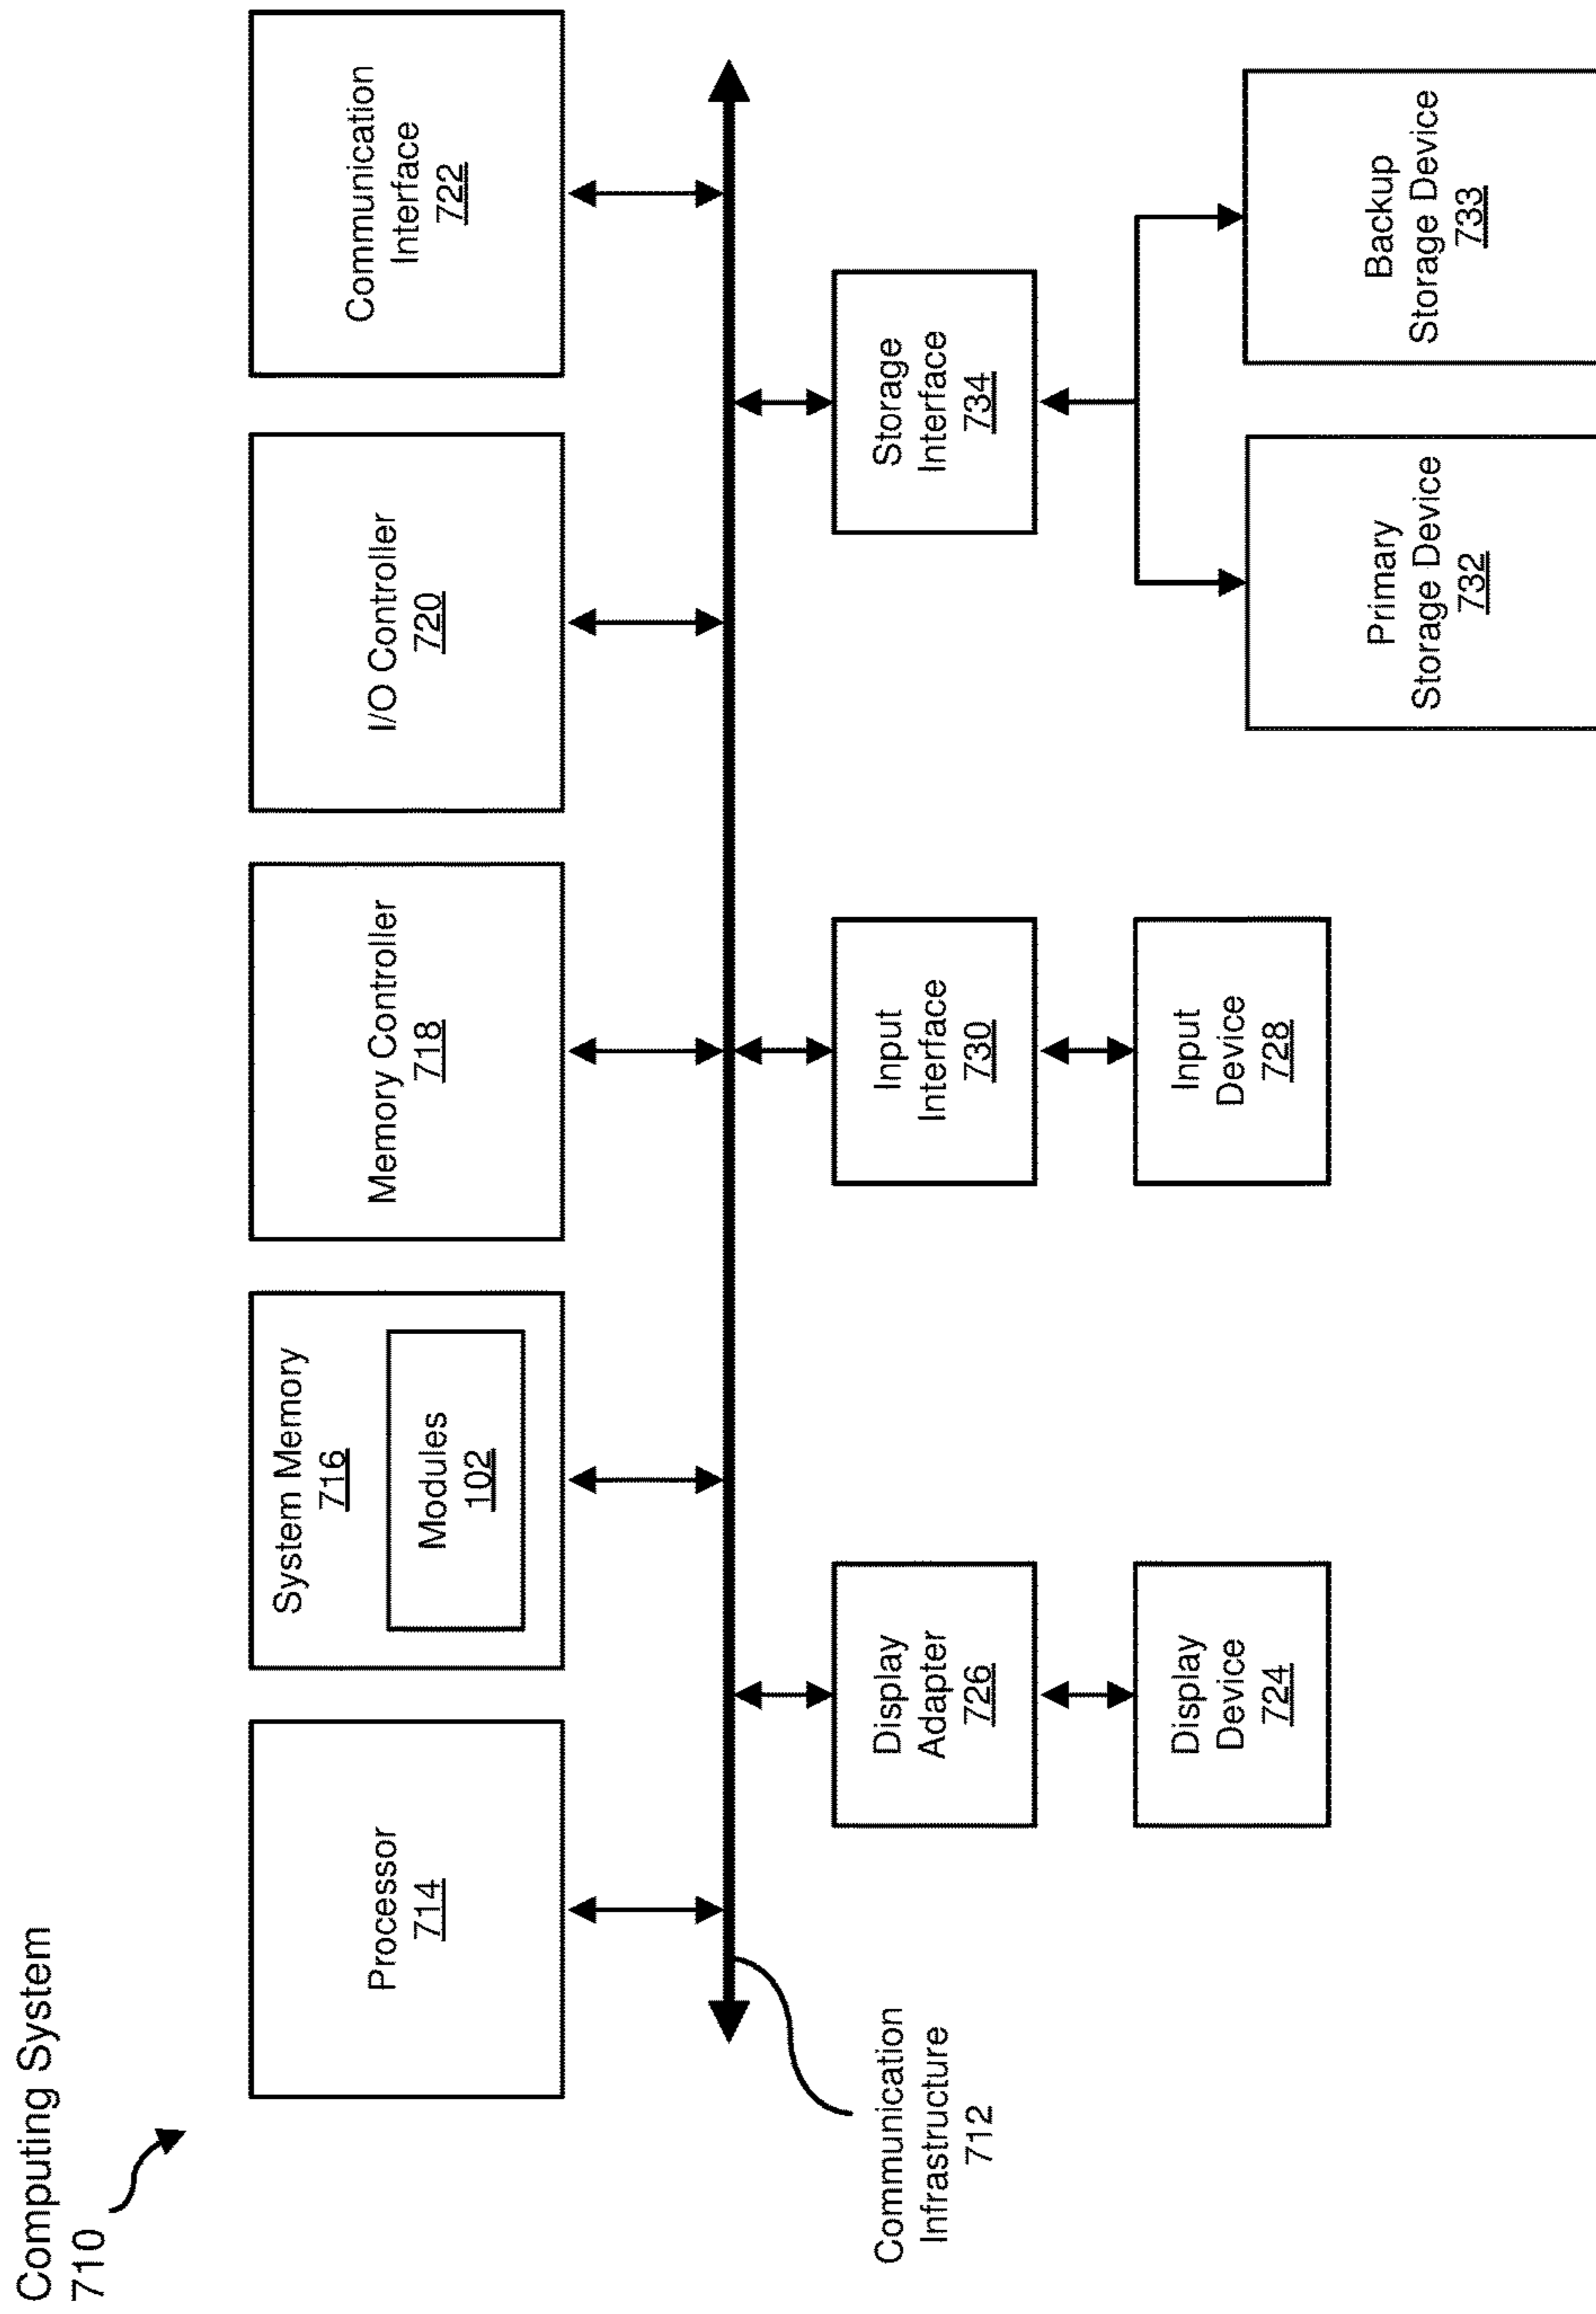 Computing System
710
Processor
714
System Memory
716
Modules
102
Memory Controller
718
I/O Controller
720
Communication
Interface
722
Communication
Infrastructure
712
Display
Adapter
726
Input
Interface
730
Storage
Interface
734
Display
Device
724
Input
Device
728
Primary
Storage Device
732
Backup
Storage Device
733